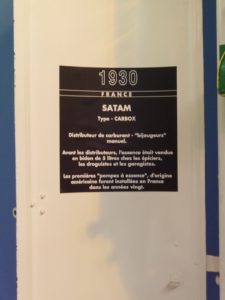 1930
FRANCE
SATAM
Type - CARBOX
Distributeur de carburant - "bijaugeurs"
manuel.
Avant les distributeurs, l'essence était vendue
en bidon de 5 litres chez les épiciers,
les droguistes et les garagistes.
Les premières "pompes à essence", d'origine
américaine furent installées en France
dans les années vingt.